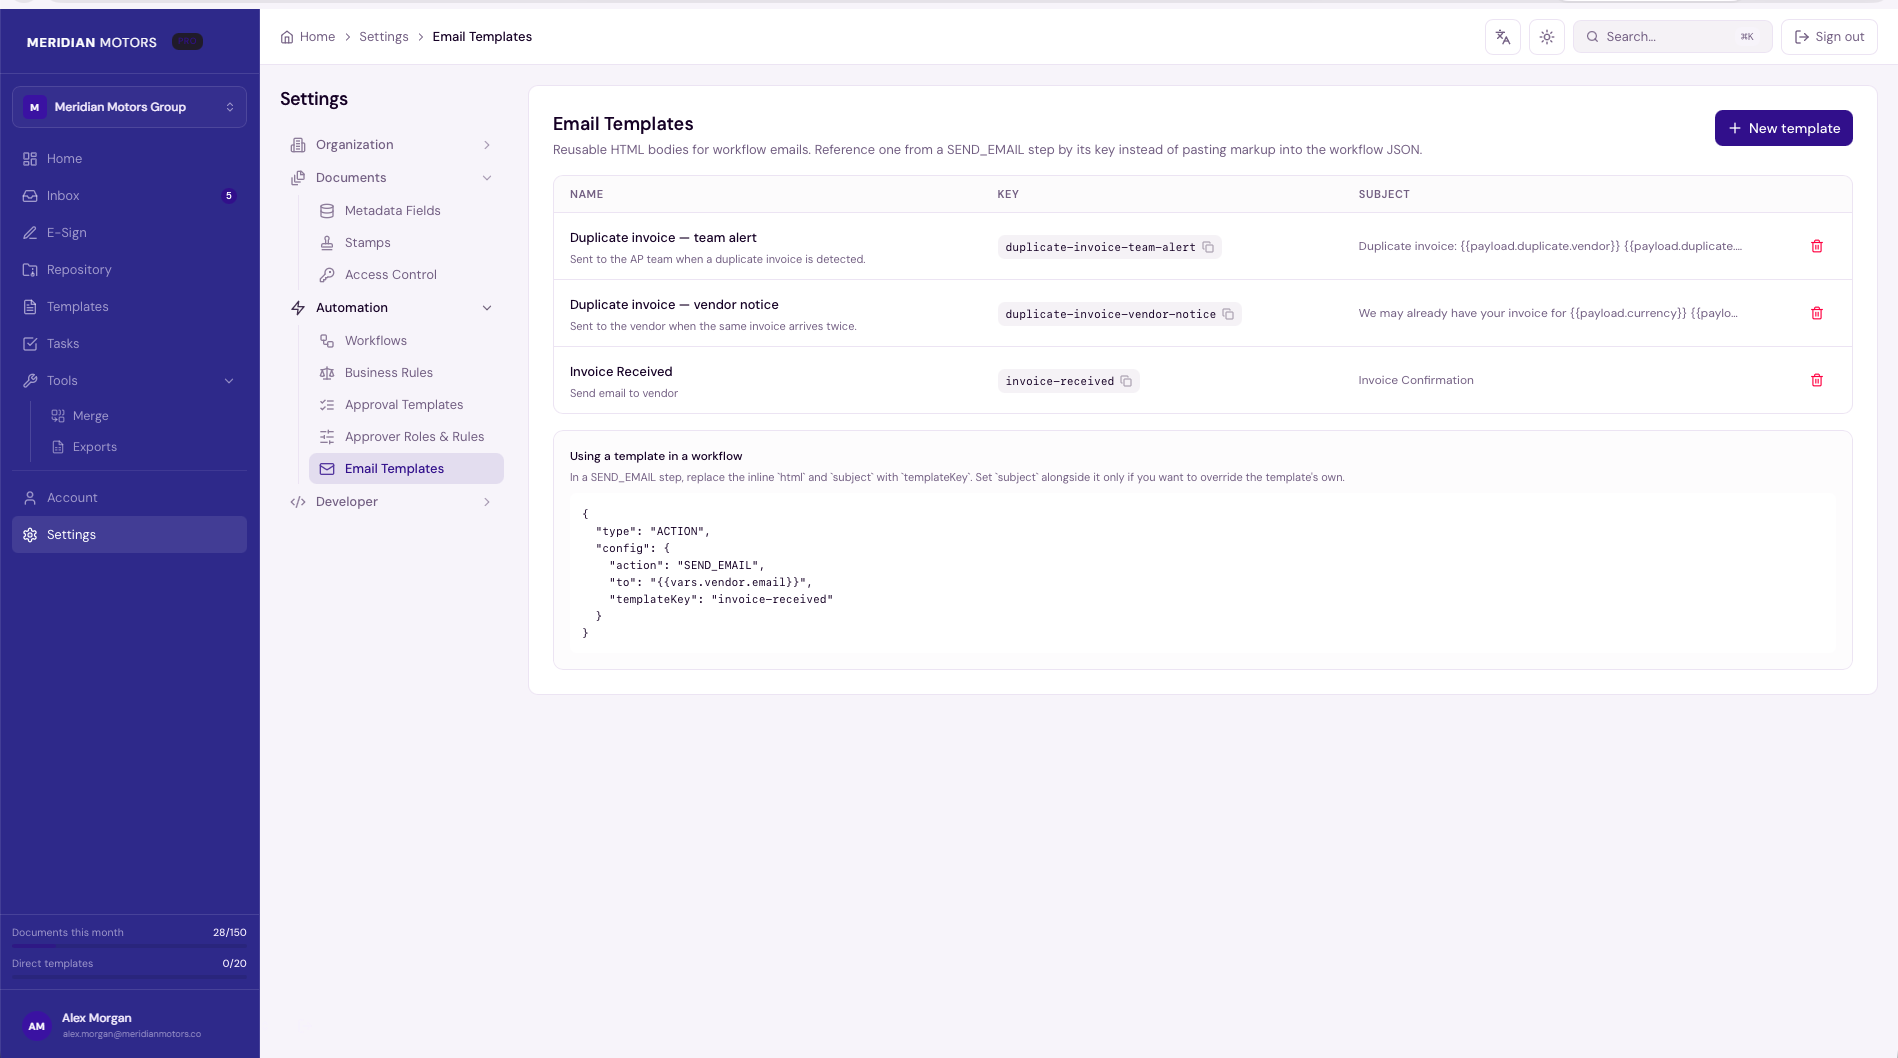 MERIDIAN MOTORS
Meridian Motors Group
M
Home
Inbox
5
E-Sign
Repository
Templates
Tasks
Tools
Merge
Exports
Account
Settings
Documents this month
28/150
Direct templates
0/20
AM
Alex Morgan
alex.morgan@meridianmotors.co
Home > Settings > Email Templates
Search...
⌘K
Sign out
Settings
Organization
Documents
Metadata Fields
Stamps
Access Control
Automation
Workflows
Business Rules
Approval Templates
Approver Roles & Rules
Email Templates
Developer
Email Templates
Reusable HTML bodies for workflow emails. Reference one from a SEND_EMAIL step by its key instead of pasting markup into the workflow JSON.
+ New template
NAME KEY SUBJECT
Duplicate invoice — team alert
Sent to the AP team when a duplicate invoice is detected.
duplicate-invoice-team-alert
Duplicate invoice: {{payload.duplicate.vendor}} {{payload.duplicate....
Duplicate invoice — vendor notice
Sent to the vendor when the same invoice arrives twice.
duplicate-invoice-vendor-notice
We may already have your invoice for {{payload.currency}} {{paylo...
Invoice Received
Send email to vendor
invoice-received
Invoice Confirmation
Using a template in a workflow
In a SEND_EMAIL step, replace the inline `html` and `subject` with `templateKey`. Set `subject` alongside it only if you want to override the template's own.
{
"type": "ACTION",
"config": {
"action": "SEND_EMAIL",
"to": "{{vars.vendor.email}}",
"templateKey": "invoice-received"
}
}